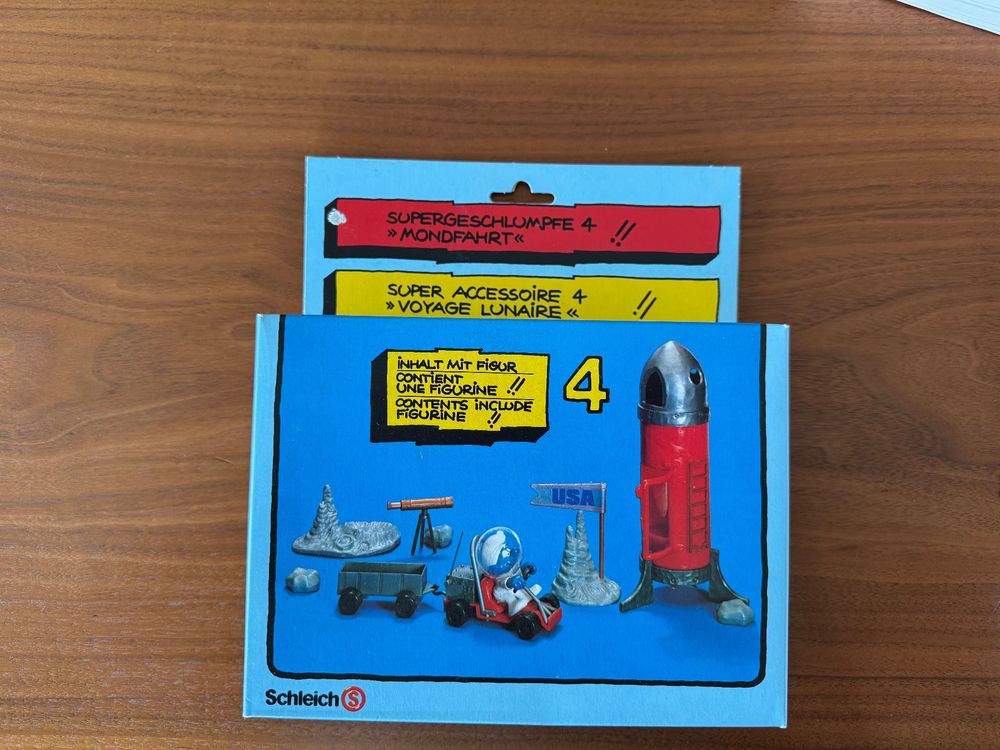 SUPERGESCHLUMPFE 4 !!
»MONDFAHRT«
SUPER ACCESSOIRE 4 !!
»VOYAGE LUNAIRE«
INHALT MIT FIGUR
CONTIENT
UNE FIGURINE !!
CONTENTS INCLUDE
FIGURINE !!
4
USA
Schleich S